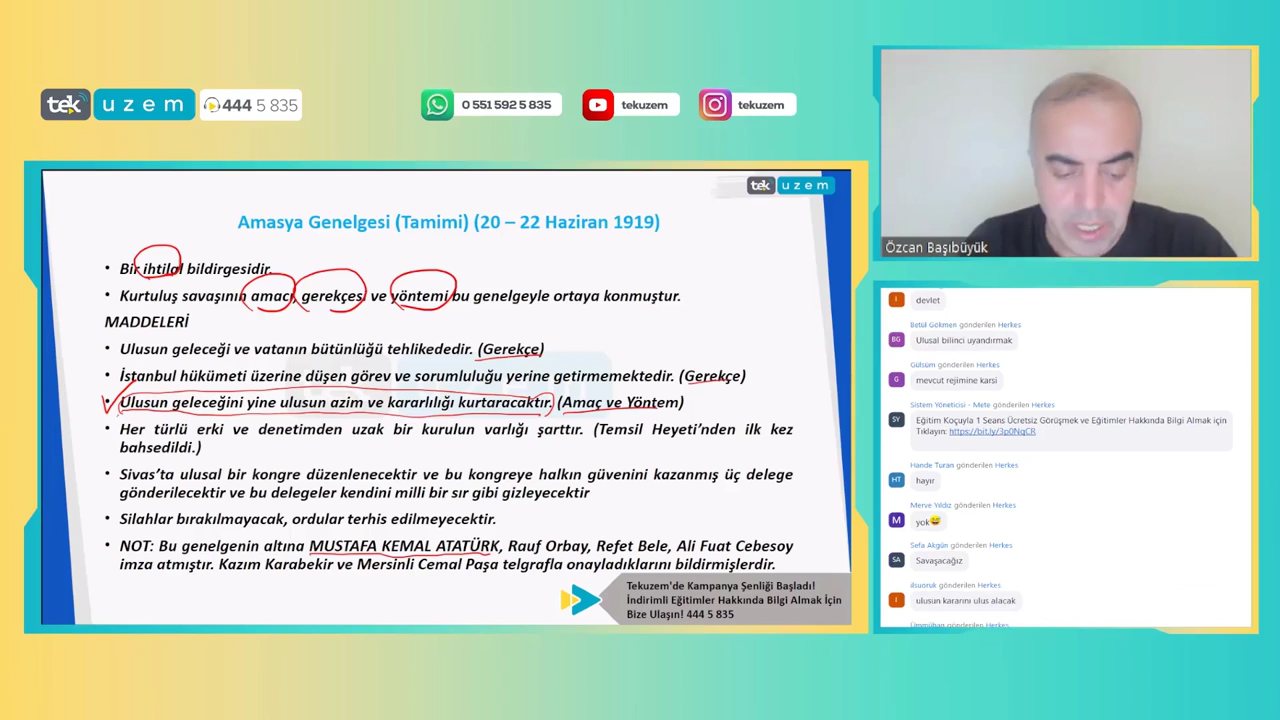 tek uzem 444 5 835
0 551 592 5 835
tekuzem
tekuzem
tek uzem
Amasya Genelgesi (Tamimi) (20 – 22 Haziran 1919)
• Bir ihtilal bildirgesidir.
• Kurtuluş savaşının amacı, gerekçesi ve yöntemi bu genelgeyle ortaya konmuştur.
MADDELERİ
• Ulusun geleceği ve vatanın bütünlüğü tehlikededir. (Gerekçe)
• İstanbul hükümeti üzerine düşen görev ve sorumluluğu yerine getirmemektedir. (Gerekçe)
• Ulusun geleceğini yine ulusun azim ve kararlılığı kurtaracaktır. (Amaç ve Yöntem)
• Her türlü erki ve denetimden uzak bir kurulun varlığı şarttır. (Temsil Heyeti’nden ilk kez
bahsedildi.)
• Sivas’ta ulusal bir kongre düzenlenecektir ve bu kongreye halkın güvenini kazanmış üç delege
gönderilecektir ve bu delegeler kendini milli bir sır gibi gizleyecektir
• Silahlar bırakılmayacak, ordular terhis edilmeyecektir.
• NOT: Bu genelgenin altına MUSTAFA KEMAL ATATÜRK, Rauf Orbay, Refet Bele, Ali Fuat Cebesoy
imza atmıştır. Kazım Karabekir ve Mersinli Cemal Paşa telgrafla onayladıklarını bildirmişlerdir.
Tekuzem'de Kampanya Şenliği Başladı!
İndirimli Eğitimler Hakkında Bilgi Almak İçin
Bize Ulaşın! 444 5 835
Özcan Başıbüyük
I devlet
Betül Gökmen gönderilen Herkes
BG Ulusal bilinci uyandırmak
Gülsüm gönderilen Herkes
G mevcut rejimine karsi
Sistem Yöneticisi - Mete gönderilen Herkes
SY Eğitim Koçuyla 1 Seans Ücretsiz Görüşmek ve Eğitimler Hakkında Bilgi Almak için
Tıklayın: https://bit.ly/3p0NqCR
Hande Turan gönderilen Herkes
HT hayır
Merve Yıldız gönderilen Herkes
M yok😅
Sefa Akgün gönderilen Herkes
SA Savaşacağız
ilsuoruk gönderilen Herkes
I ulusun kararını ulus alacak
Ümmühan gönderilen Herkes